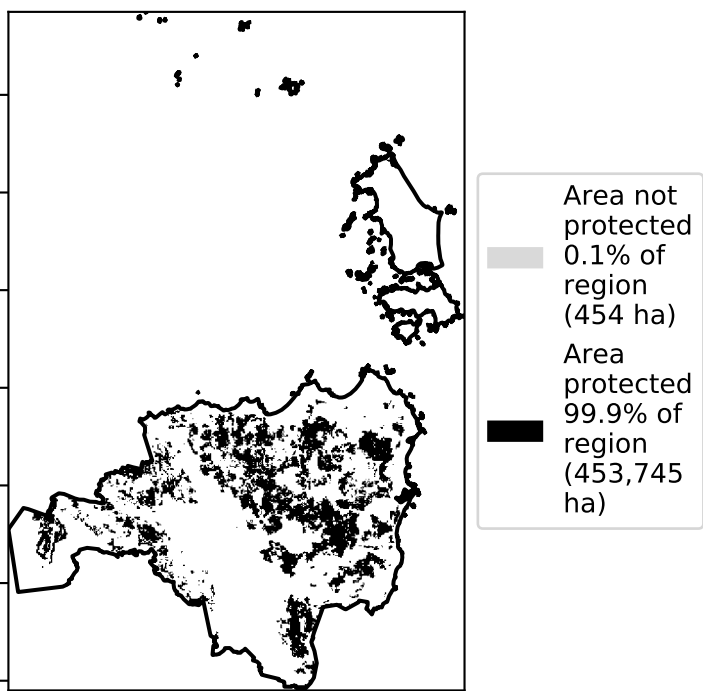 Area not
protected
0.1% of
region
(454 ha)
Area
protected
99.9% of
region
(453,745
ha)